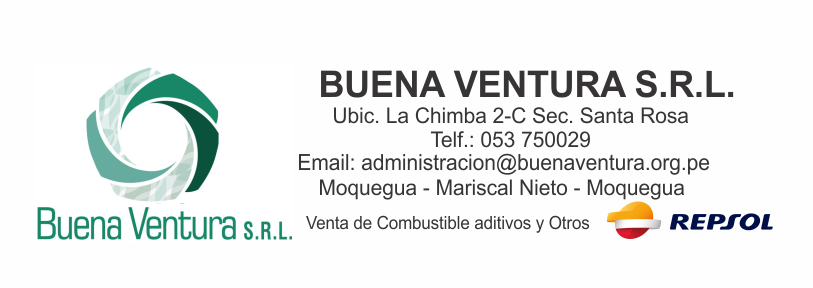 BUENA VENTURA S.R.L.
Ubic. La Chimba 2-C Sec. Santa Rosa
Telf.: 053 750029
Email: administracion@buenaventura.org.pe
Moquegua - Mariscal Nieto - Moquegua
Buena Ventura S.R.L.
Venta de Combustible aditivos y Otros
REPSOL